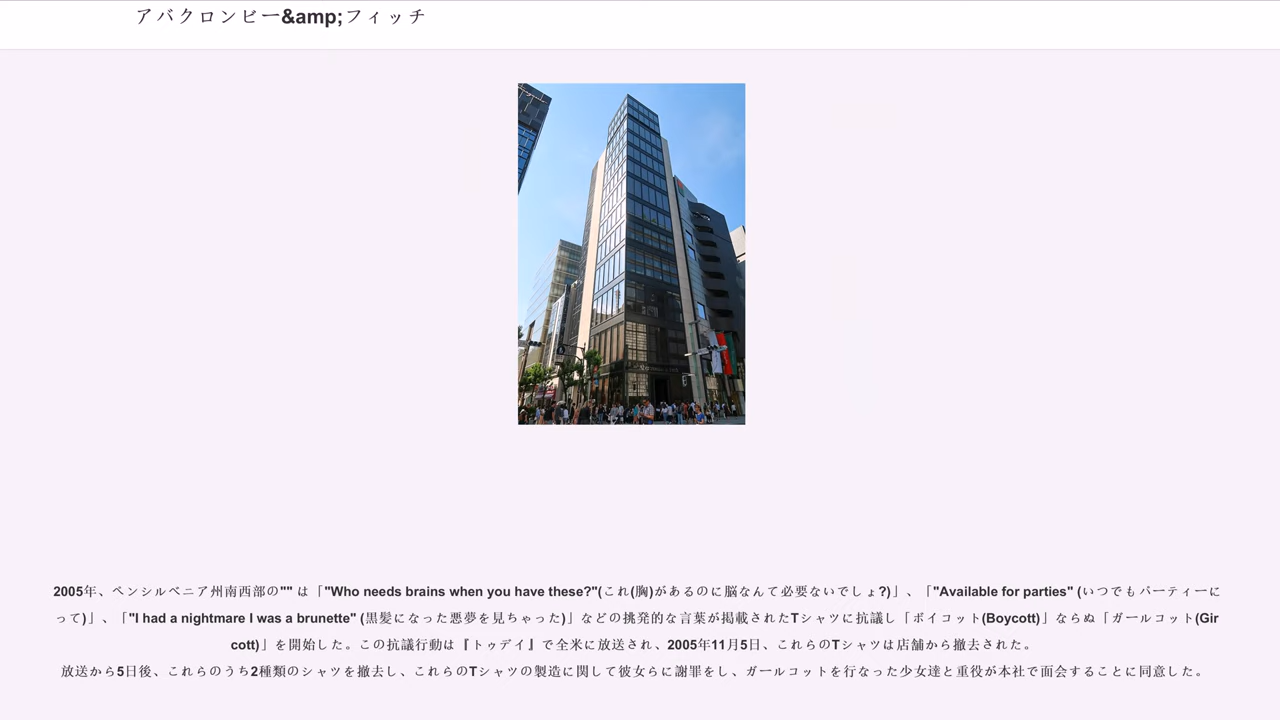 アバクロンビー&amp;フィッチ
2005年、ペンシルベニア州南西部の"" は「"Who needs brains when you have these?"(これ(胸)があるのに脳なんて必要ないでしょ?)」、「"Available for parties" (いつでもパーティーに
って)」、「"I had a nightmare I was a brunette" (黒髪になった悪夢を見ちゃった)」などの挑発的な言葉が掲載されたTシャツに抗議し「ボイコット(Boycott)」ならぬ「ガールコット(Gir
cott)」を開始した。この抗議行動は『トゥデイ』で全米に放送され、2005年11月5日、これらのTシャツは店舗から撤去された。
放送から5日後、これらのうち2種類のシャツを撤去し、これらのTシャツの製造に関して彼女らに謝罪をし、ガールコットを行なった少女達と重役が本社で面会することに同意した。